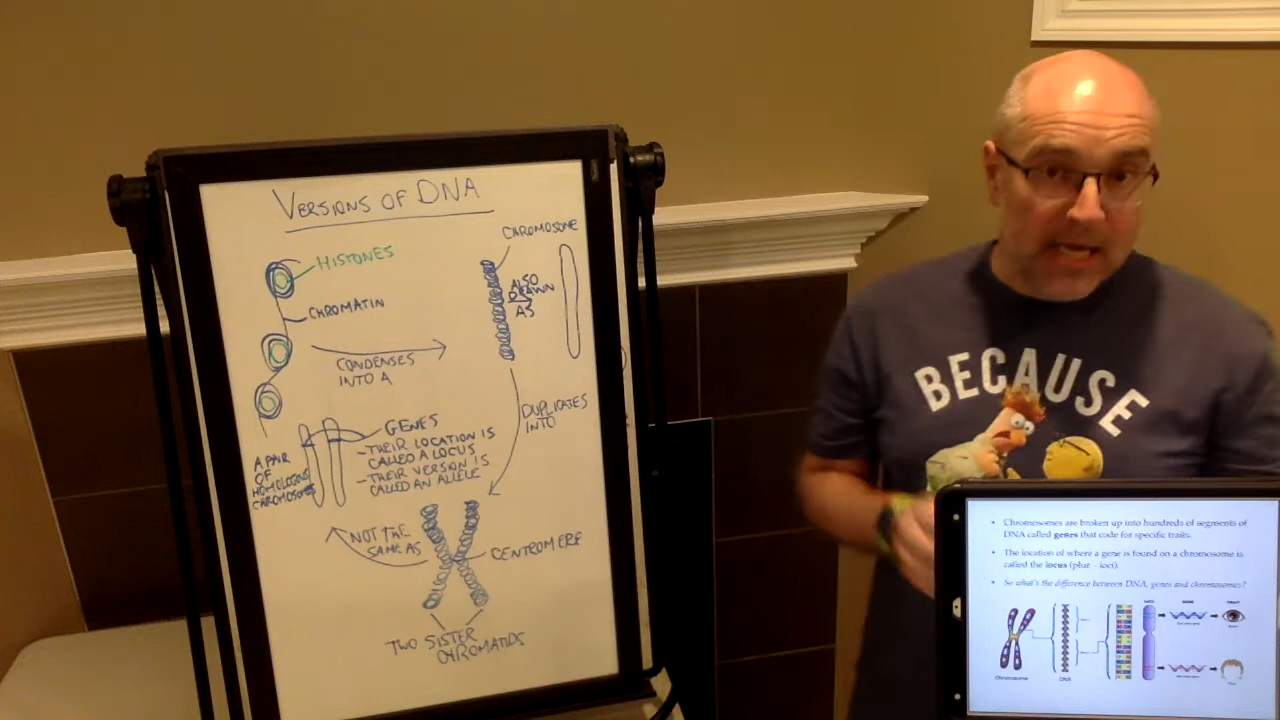 VERSIONS OF DNA
HISTONES
CHROMATIN
CONDENSES
INTO A
CHROMOSOME
ALSO
DRAWN
AS
DUPLICATES
INTO
GENES
- THEIR LOCATION IS
CALLED A LOCUS
- THEIR VERSION IS
CALLED AN ALLELE
A PAIR
OF
HOMOLOGOUS
CHROMOSOMES
NOT THE
SAME AS
CENTROMERE
TWO SISTER
CHROMATIDS
BECAUSE
• Chromosomes are broken up into hundreds of segments of
DNA called genes that code for specific traits.
• The location of where a gene is found on a chromosome is
called the locus (plur – loci).
• So what's the difference between DNA, genes and chromosomes?
Chromosome
DNA